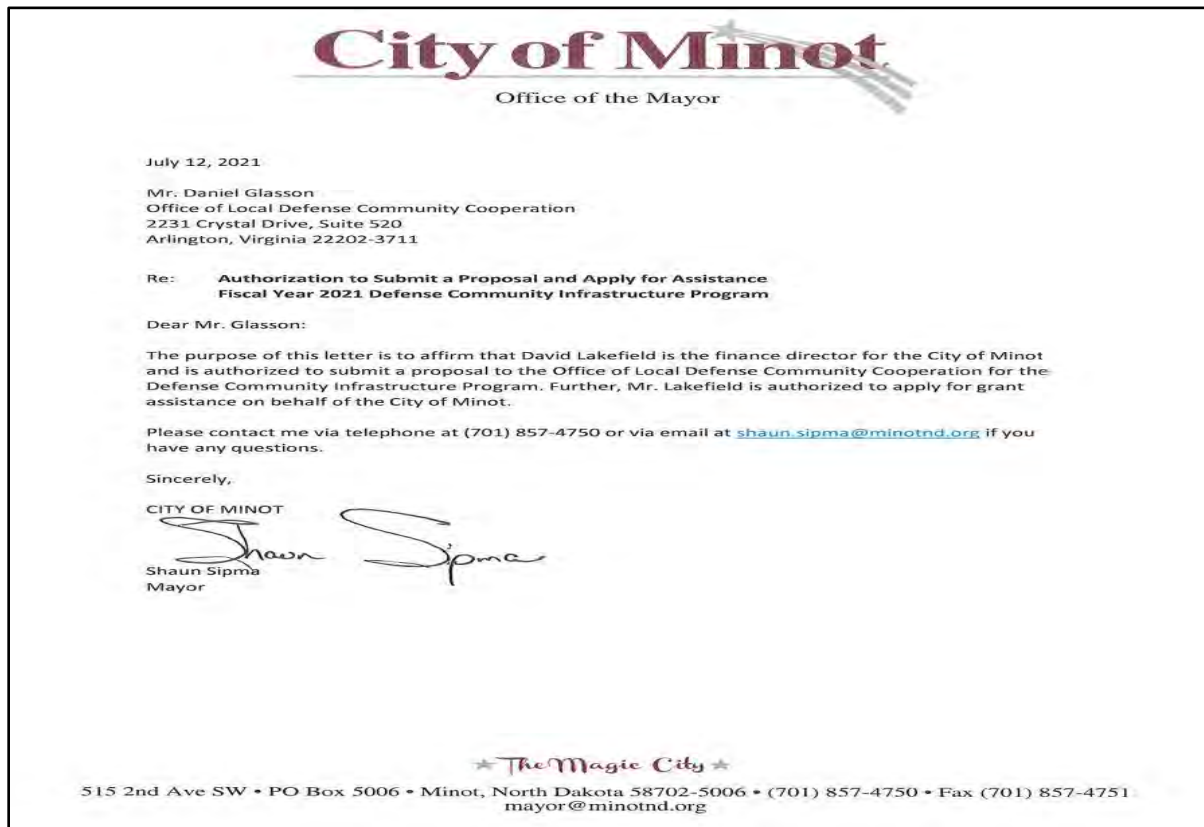 City of Minot
Office of the Mayor
July 12, 2021
Mr. Daniel Glasson
Office of Local Defense Community Cooperation
2231 Crystal Drive, Suite 520
Arlington, Virginia 22202-3711
Re: Authorization to Submit a Proposal and Apply for Assistance
Fiscal Year 2021 Defense Community Infrastructure Program
Dear Mr. Glasson:
The purpose of this letter is to affirm that David Lakefield is the finance director for the City of Minot
and is authorized to submit a proposal to the Office of Local Defense Community Cooperation for the
Defense Community Infrastructure Program. Further, Mr. Lakefield is authorized to apply for grant
assistance on behalf of the City of Minot.
Please contact me via telephone at (701) 857-4750 or via email at shaun.sipma@minotnd.org if you
have any questions.
Sincerely,
CITY OF MINOT
Shaun Sipma
Shaun Sipma
Mayor
The Magic City
515 2nd Ave SW • PO Box 5006 • Minot, North Dakota 58702-5006 • (701) 857-4750 • Fax (701) 857-4751
mayor@minotnd.org